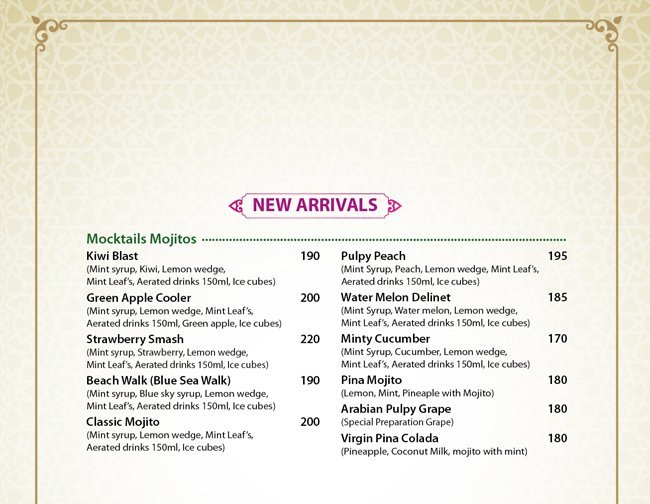 NEW ARRIVALS
Mocktails Mojitos
Kiwi Blast 190
(Mint syrup, Kiwi, Lemon wedge,
Mint Leaf's, Aerated drinks 150ml, Ice cubes)
Green Apple Cooler 200
(Mint syrup, Lemon wedge, Mint Leaf's,
Aerated drinks 150ml, Green apple, Ice cubes)
Strawberry Smash 220
(Mint syrup, Strawberry, Lemon wedge,
Mint Leaf's, Aerated drinks 150ml, Ice cubes)
Beach Walk (Blue Sea Walk) 190
(Mint syrup, Blue sky syrup, Lemon wedge,
Mint Leaf's, Aerated drinks 150ml, Ice cubes)
Classic Mojito 200
(Mint syrup, Lemon wedge, Mint Leaf's,
Aerated drinks 150ml, Ice cubes)
Pulpy Peach 195
(Mint Syrup, Peach, Lemon wedge, Mint Leaf's,
Aerated drinks 150ml, Ice cubes)
Water Melon Delinet 185
(Mint Syrup, Water melon, Lemon wedge,
Mint Leaf's, Aerated drinks 150ml, Ice cubes)
Minty Cucumber 170
(Mint Syrup, Cucumber, Lemon wedge,
Mint Leaf's, Aerated drinks 150ml, Ice cubes)
Pina Mojito 180
(Lemon, Mint, Pineaple with Mojito)
Arabian Pulpy Grape 180
(Special Preparation Grape)
Virgin Pina Colada 180
(Pineapple, Coconut Milk, mojito with mint)